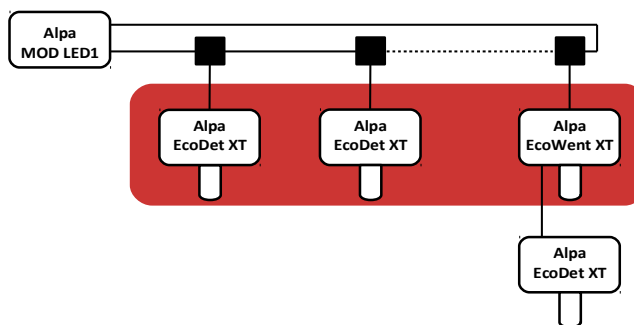 Alpa
MOD LED1
Alpa
EcoDet XT
Alpa
EcoDet XT
Alpa
EcoWent XT
Alpa
EcoDet XT